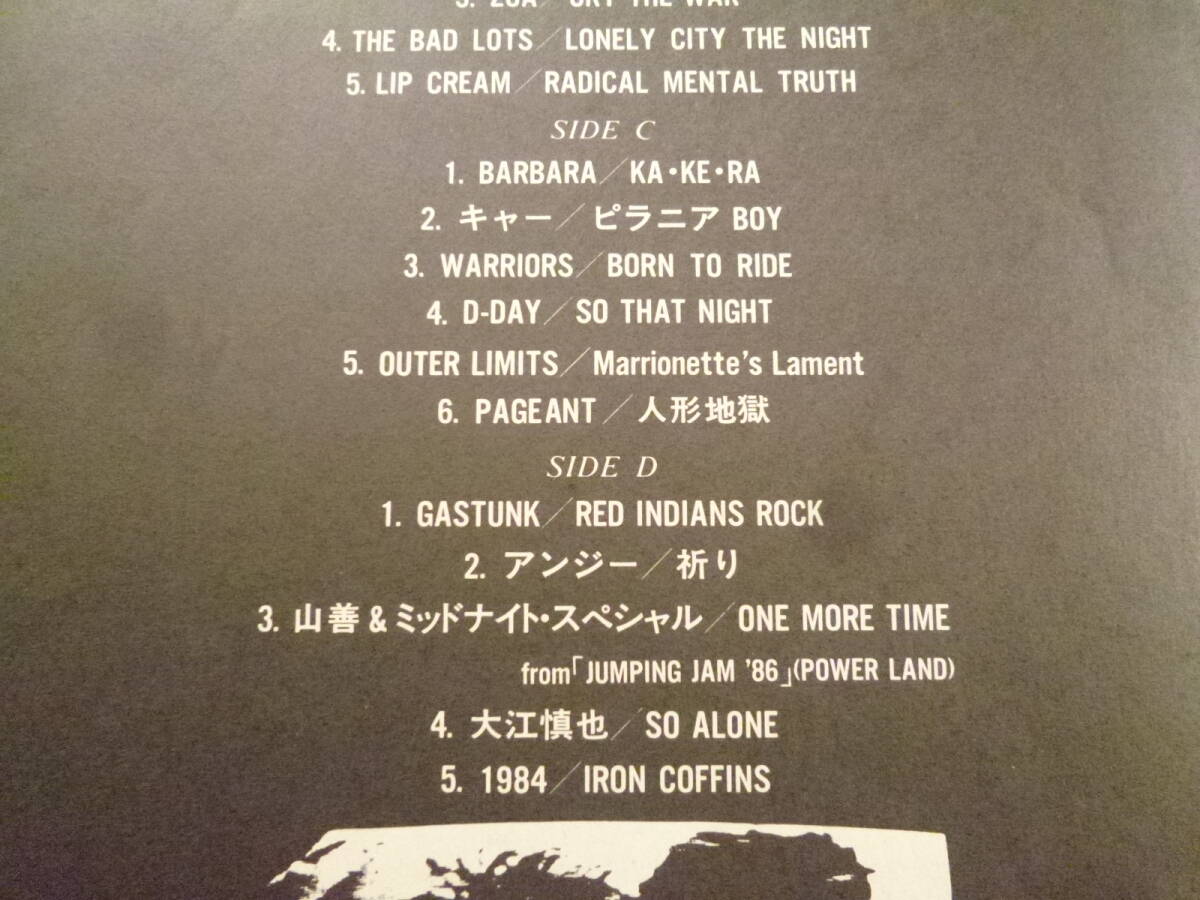 3. ZOA／CRY THE WAR
4. THE BAD LOTS／LONELY CITY THE NIGHT
5. LIP CREAM／RADICAL MENTAL TRUTH
SIDE C
1. BARBARA／KA・KE・RA
2. キャー／ピラニア BOY
3. WARRIORS／BORN TO RIDE
4. D-DAY／SO THAT NIGHT
5. OUTER LIMITS／Marrionette's Lament
6. PAGEANT／人形地獄
SIDE D
1. GASTUNK／RED INDIANS ROCK
2. アンジー／祈り
3. 山善&ミッドナイト・スペシャル／ONE MORE TIME
from「JUMPING JAM '86」(POWER LAND)
4. 大江慎也／SO ALONE
5. 1984／IRON COFFINS